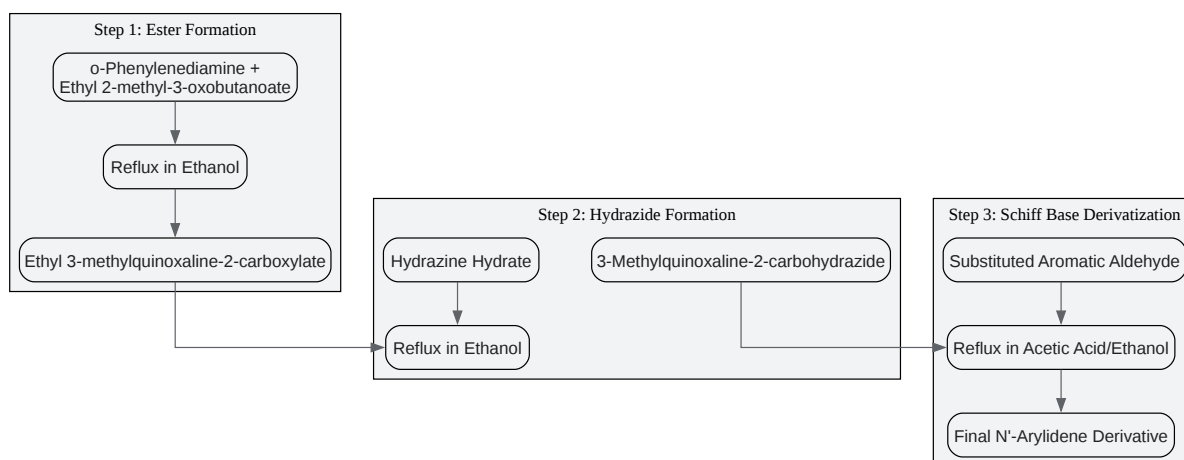 Step 1: Ester Formation
o-Phenylenediamine +
Ethyl 2-methyl-3-oxobutanoate
Reflux in Ethanol
Ethyl 3-methylquinoxaline-2-carboxylate
Step 2: Hydrazide Formation
Hydrazine Hydrate
3-Methylquinoxaline-2-carbohydrazide
Reflux in Ethanol
Step 3: Schiff Base Derivatization
Substituted Aromatic Aldehyde
Reflux in Acetic Acid/Ethanol
Final N'-Arylidene Derivative